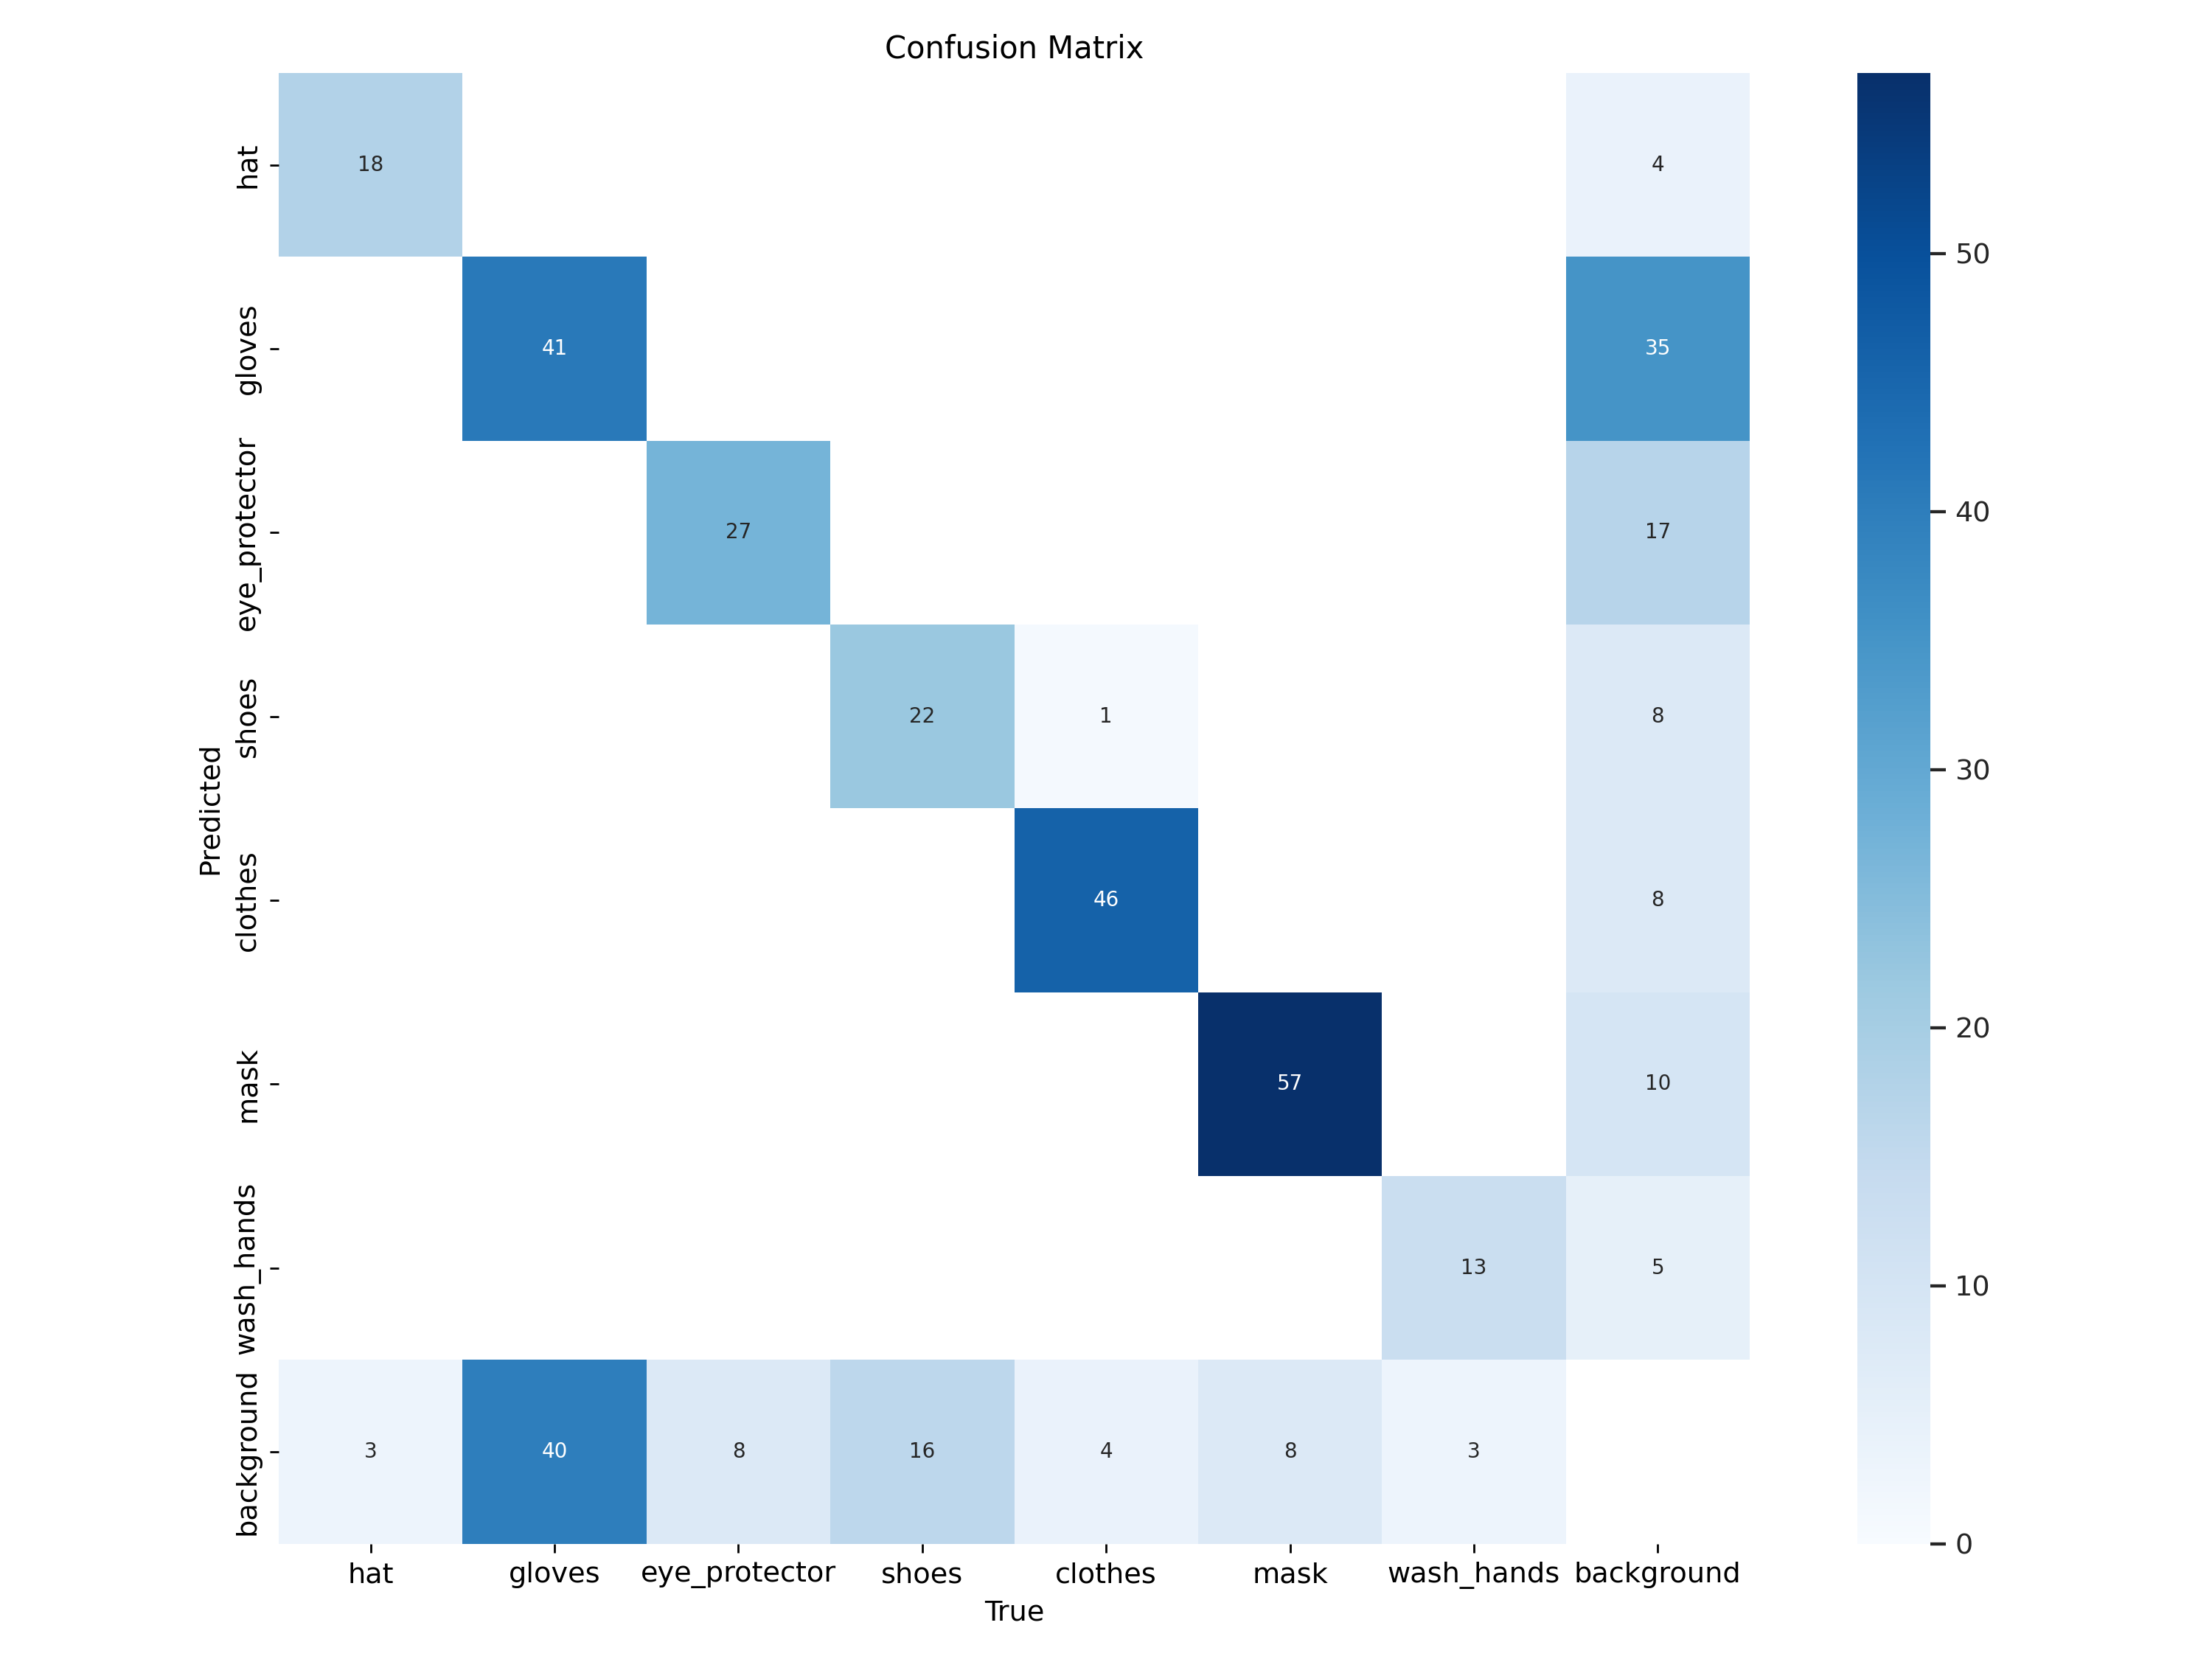 Confusion Matrix
hat
18
4
50
gloves
41
35
40
eye_protector
27
17
30
shoes
22
1
8
Predicted
clothes
46
8
20
mask
57
10
wash_hands
13
5
10
background
3
40
8
16
4
8
3
0
hat gloves eye_protector shoes clothes mask wash_hands background
True